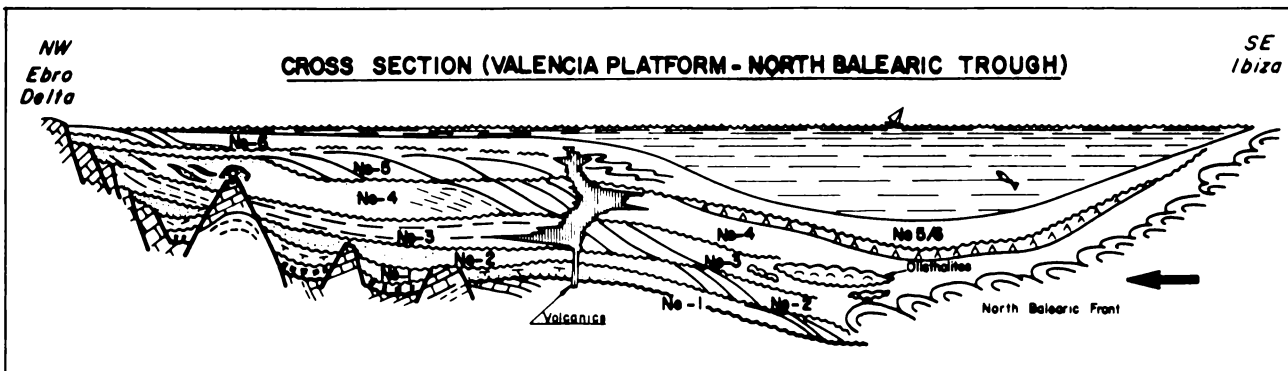 NW
Ebro
Delta
CROSS SECTION (VALENCIA PLATFORM - NORTH BALEARIC TROUGH)
SE
Ibiza
Ne-6
Ne-5
Ne-4
Ne-3
Ne-2
Ne-4
Ne 5/6
Ne-3
Olistholites
Ne-1
Ne-2
Volcanics
North Balearic Front